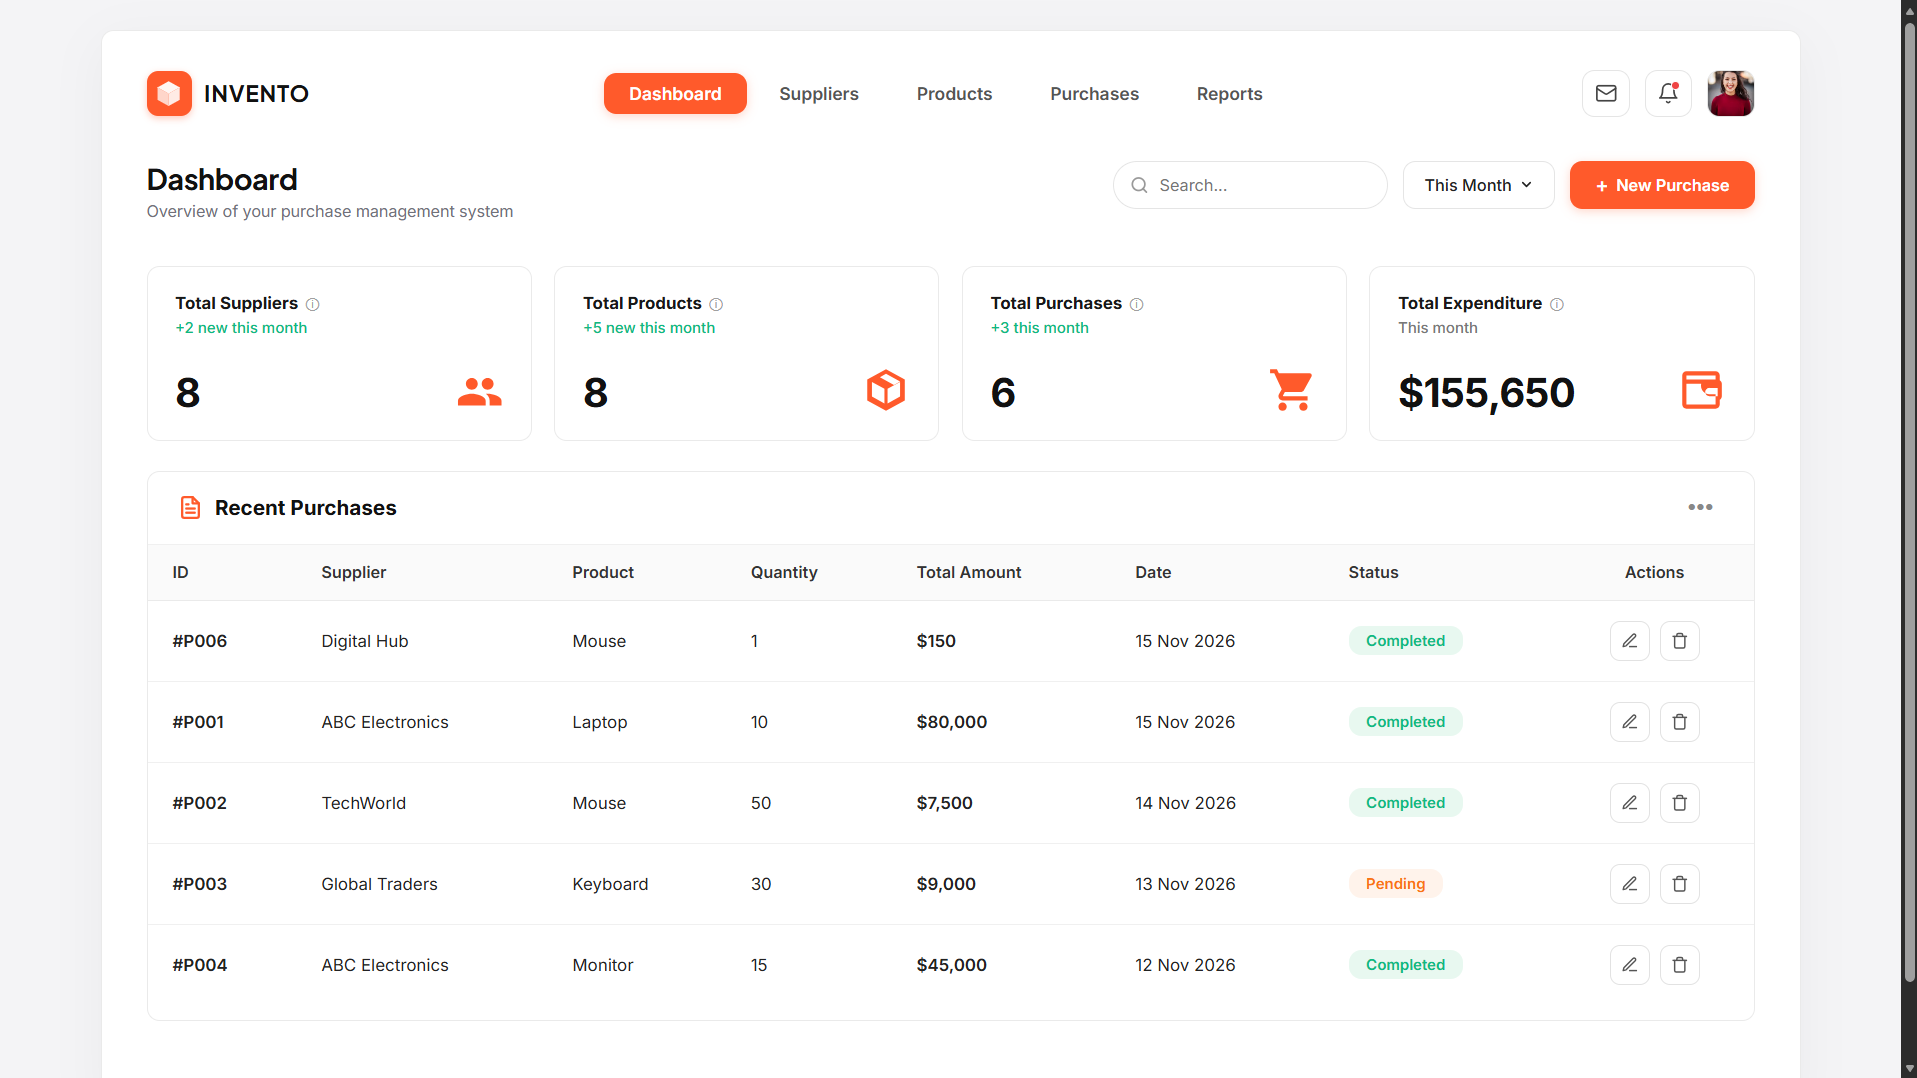 INVENTO
Dashboard Suppliers Products Purchases Reports
Dashboard
Overview of your purchase management system
Search...
This Month
+ New Purchase
Total Suppliers
+2 new this month
8
Total Products
+5 new this month
8
Total Purchases
+3 this month
6
Total Expenditure
This month
$155,650
Recent Purchases
ID Supplier Product Quantity Total Amount Date Status Actions
#P006 Digital Hub Mouse 1 $150 15 Nov 2026 Completed
#P001 ABC Electronics Laptop 10 $80,000 15 Nov 2026 Completed
#P002 TechWorld Mouse 50 $7,500 14 Nov 2026 Completed
#P003 Global Traders Keyboard 30 $9,000 13 Nov 2026 Pending
#P004 ABC Electronics Monitor 15 $45,000 12 Nov 2026 Completed